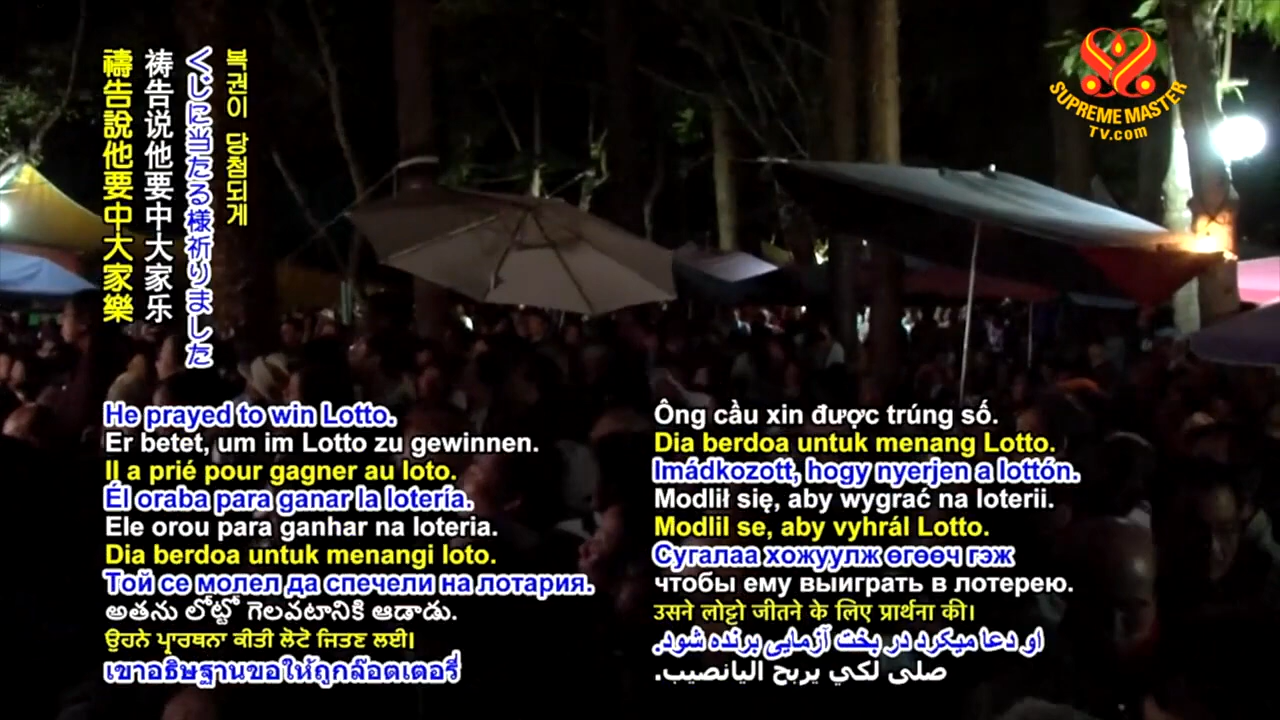 복권이 당첨되게
くじに当たる様祈りました
祷告说他要中大家乐
禱告說他要中大家樂
SUPREME MASTER
TV.com
He prayed to win Lotto.
Er betet, um im Lotto zu gewinnen.
Il a prié pour gagner au loto.
Él oraba para ganar la lotería.
Ele orou para ganhar na loteria.
Dia berdoa untuk menangi loto.
Той се молел да спечели на лотария.
అతను లోట్టో గెలవటానికి ఆడాడు.
ਉਹਨੇ ਪ੍ਰਾਰਥਨਾ ਕੀਤੀ ਲੋਟੋ ਜਿਤਣ ਲਈ।
เขาอธิษฐานขอให้ถูกล๊อตเตอรี่
Ông cầu xin được trúng số.
Dia berdoa untuk menang Lotto.
Imádkozott, hogy nyerjen a lottón.
Modlił się, aby wygrać na loterii.
Modlil se, aby vyhrál Lotto.
Сугалаа хожуулж өгөөч гэж
чтобы ему выиграть в лотерею.
उसने लोट्टो जीतने के लिए प्रार्थना की।
او دعا میکرد در بخت آزمایی برنده شود.
صلى لكي يربح اليانصيب.